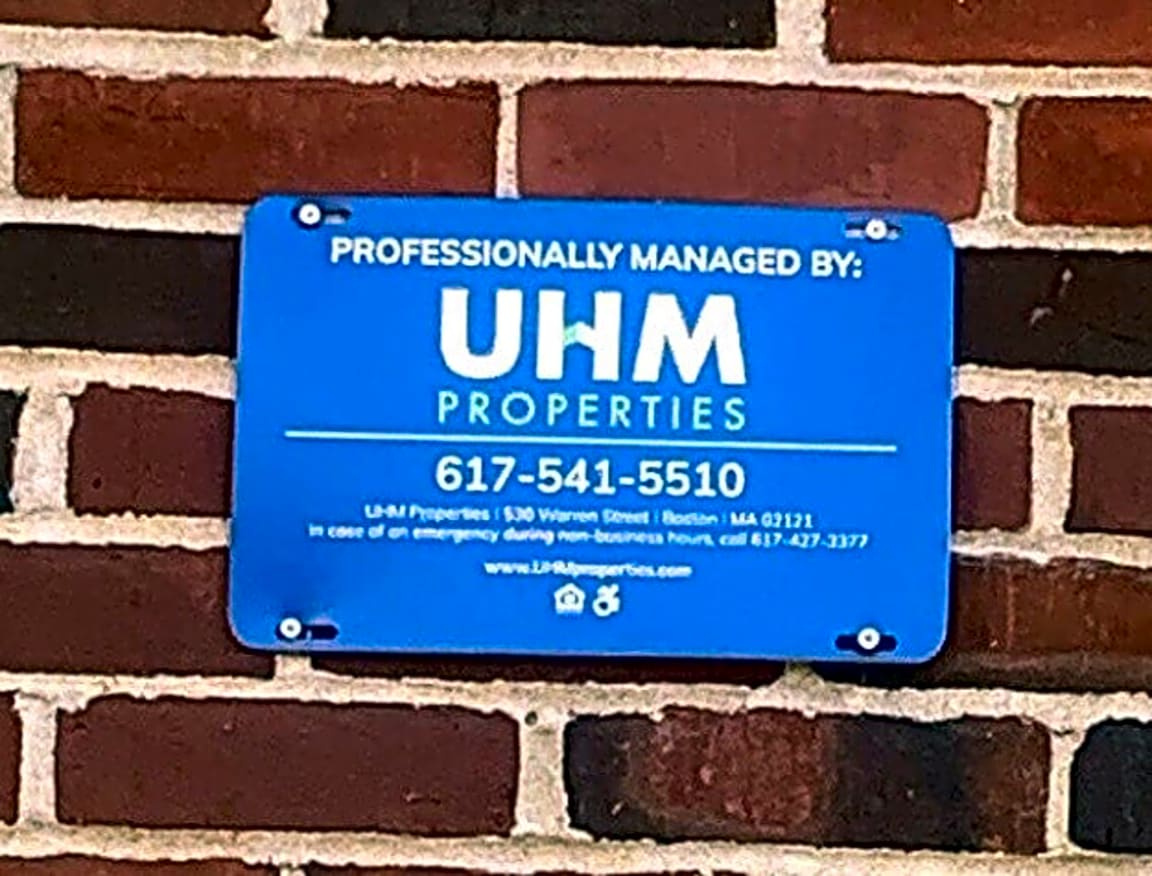 PROFESSIONALLY MANAGED BY:
UHM
PROPERTIES
617-541-5510
UHM Properties | 530 Warren Street | Boston | MA 02121
In case of an emergency during non-business hours, call 617-427-3377
www.UHMproperties.com